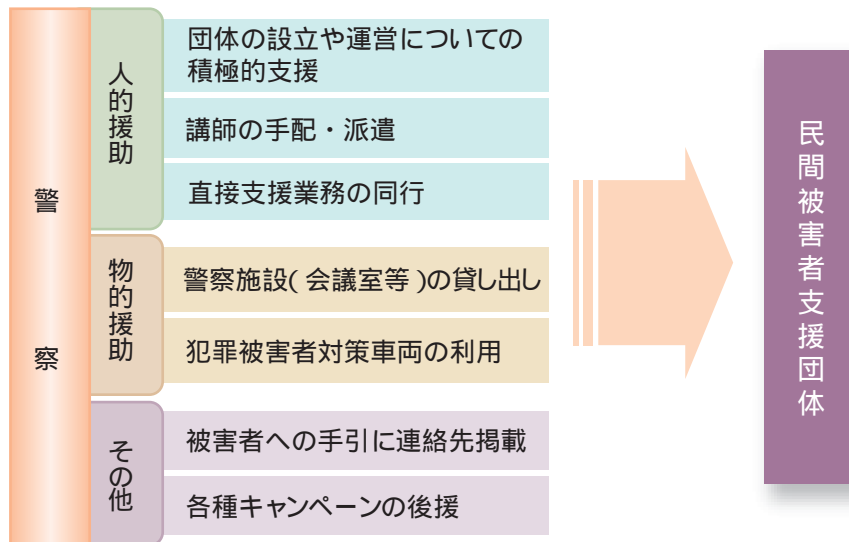 警察
人的援助
団体の設立や運営についての
積極的支援
講師の手配・派遣
直接支援業務の同行
物的援助
警察施設(会議室等)の貸し出し
犯罪被害者対策車両の利用
その他
被害者への手引に連絡先掲載
各種キャンペーンの後援
民間被害者支援団体